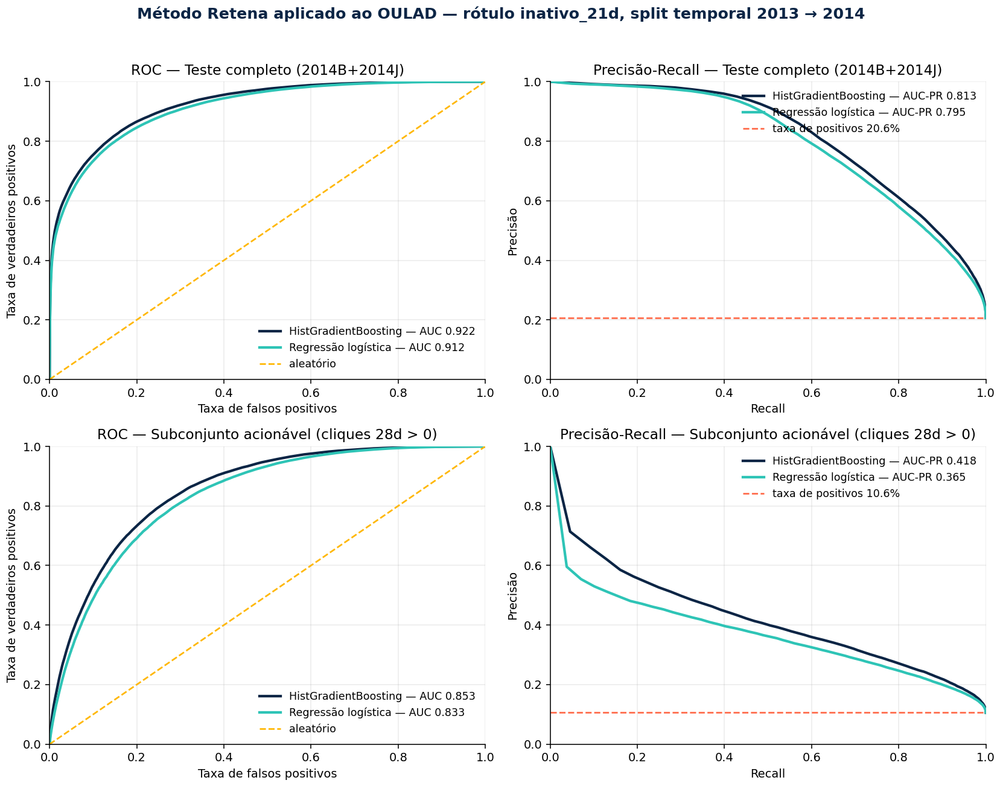 Método Retena aplicado ao OULAD — rótulo inativo_21d, split temporal 2013 → 2014
ROC — Teste completo (2014B+2014J)
1.0
0.8
0.6
0.4
0.2
0.0
Taxa de verdadeiros positivos
HistGradientBoosting — AUC 0.922
Regressão logística — AUC 0.912
aleatório
0.0 0.2 0.4 0.6 0.8 1.0
Taxa de falsos positivos
Precisão-Recall — Teste completo (2014B+2014J)
1.0
0.8
0.6
0.4
0.2
0.0
Precisão
HistGradientBoosting — AUC-PR 0.813
Regressão logística — AUC-PR 0.795
taxa de positivos 20.6%
0.0 0.2 0.4 0.6 0.8 1.0
Recall
ROC — Subconjunto acionável (cliques 28d > 0)
1.0
0.8
0.6
0.4
0.2
0.0
Taxa de verdadeiros positivos
HistGradientBoosting — AUC 0.853
Regressão logística — AUC 0.833
aleatório
0.0 0.2 0.4 0.6 0.8 1.0
Taxa de falsos positivos
Precisão-Recall — Subconjunto acionável (cliques 28d > 0)
1.0
0.8
0.6
0.4
0.2
0.0
Precisão
HistGradientBoosting — AUC-PR 0.418
Regressão logística — AUC-PR 0.365
taxa de positivos 10.6%
0.0 0.2 0.4 0.6 0.8 1.0
Recall